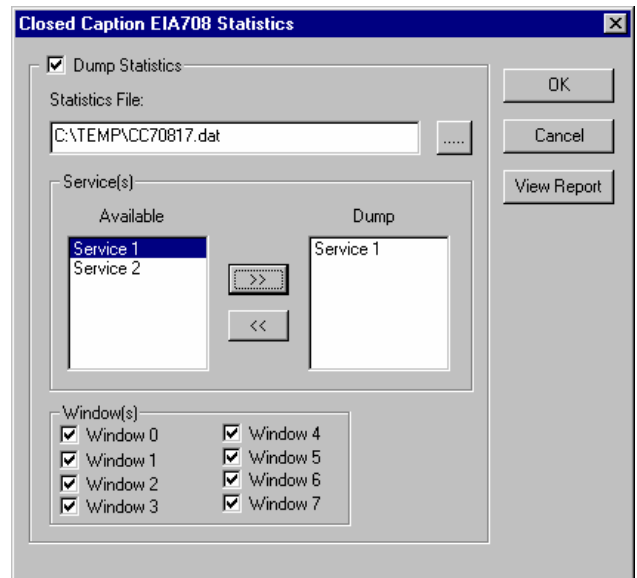 Closed Caption EIA708 Statistics
Dump Statistics
OK
Statistics File:
C:\TEMP\CC70817.dat
.....
Cancel
View Report
Service(s)
Available
Dump
Service 1
Service 2
>>
<<
Service 1
Window(s)
Window 0
Window 4
Window 1
Window 5
Window 2
Window 6
Window 3
Window 7